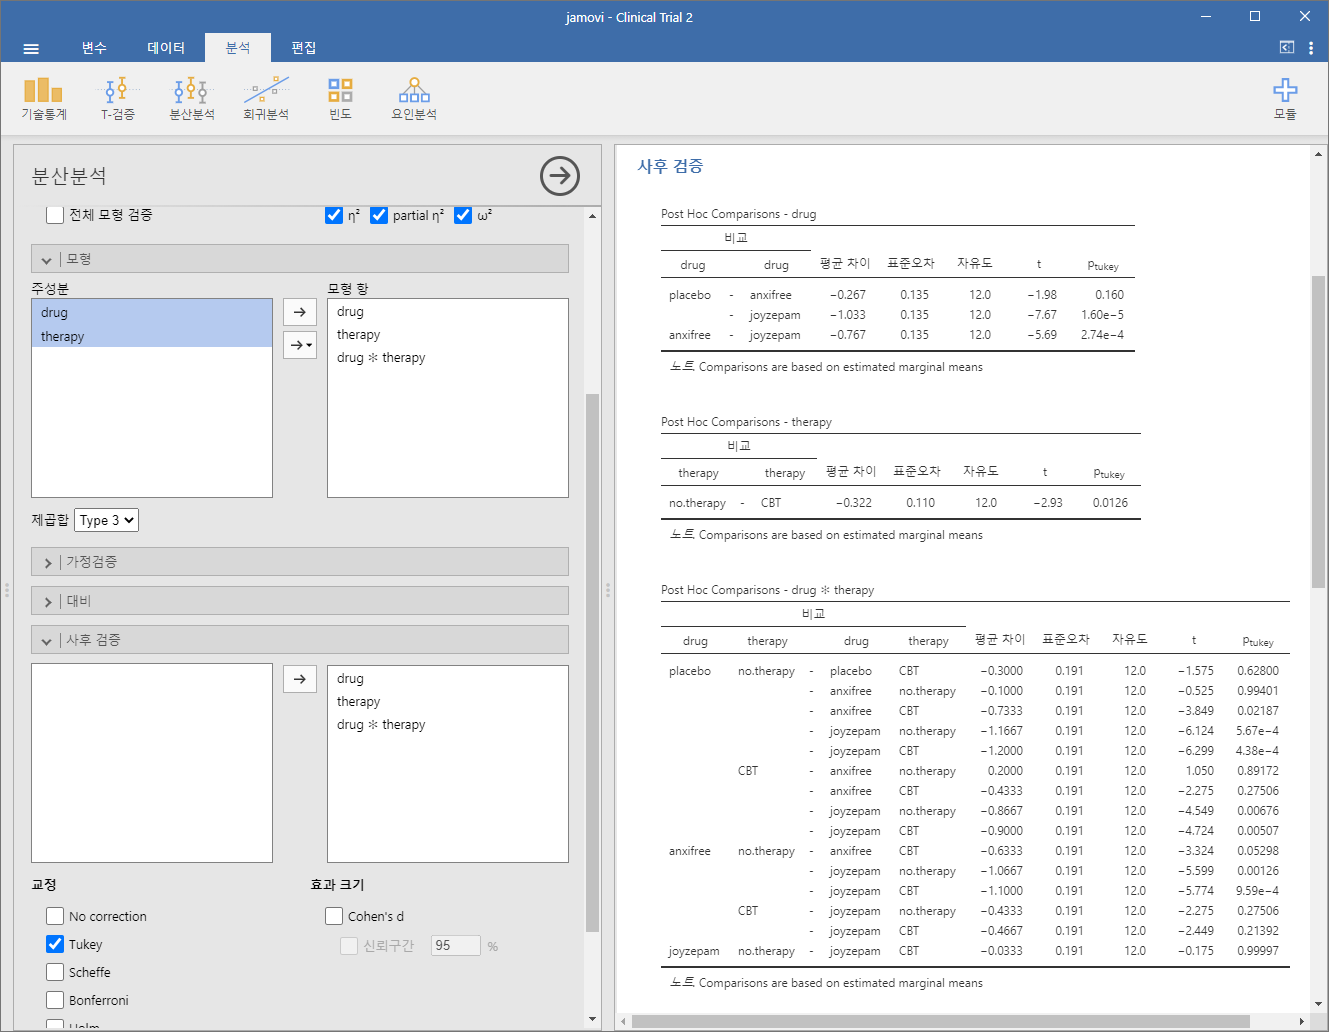 jamovi - Clinical Trial 2
변수 데이터 분석 편집
기술통계 T-검증 분산분석 회귀분석 빈도 요인분석 모듈
분산분석
전체 모형 검증 η² partial η² ω²
모형
주성분 모형 항
drug drug
therapy therapy
drug ✻ therapy
제곱합 Type 3
가정검증
대비
사후 검증
drug
therapy
drug ✻ therapy
교정 효과 크기
No correction Cohen's d
Tukey 신뢰구간 95 %
Scheffe
Bonferroni
Holm
사후 검증
Post Hoc Comparisons - drug
비교
drug drug 평균 차이 표준오차 자유도 t ptukey
placebo - anxifree −0.267 0.135 12.0 −1.98 0.160
- joyzepam −1.033 0.135 12.0 −7.67 1.60e−5
anxifree - joyzepam −0.767 0.135 12.0 −5.69 2.74e−4
노트. Comparisons are based on estimated marginal means
Post Hoc Comparisons - therapy
비교
therapy therapy 평균 차이 표준오차 자유도 t ptukey
no.therapy - CBT −0.322 0.110 12.0 −2.93 0.0126
노트. Comparisons are based on estimated marginal means
Post Hoc Comparisons - drug ✻ therapy
비교
drug therapy drug therapy 평균 차이 표준오차 자유도 t ptukey
placebo no.therapy - placebo CBT −0.3000 0.191 12.0 −1.575 0.62800
- anxifree no.therapy −0.1000 0.191 12.0 −0.525 0.99401
- anxifree CBT −0.7333 0.191 12.0 −3.849 0.02187
- joyzepam no.therapy −1.1667 0.191 12.0 −6.124 5.67e−4
- joyzepam CBT −1.2000 0.191 12.0 −6.299 4.38e−4
CBT - anxifree no.therapy 0.2000 0.191 12.0 1.050 0.89172
- anxifree CBT −0.4333 0.191 12.0 −2.275 0.27506
- joyzepam no.therapy −0.8667 0.191 12.0 −4.549 0.00676
- joyzepam CBT −0.9000 0.191 12.0 −4.724 0.00507
anxifree no.therapy - anxifree CBT −0.6333 0.191 12.0 −3.324 0.05298
- joyzepam no.therapy −1.0667 0.191 12.0 −5.599 0.00126
- joyzepam CBT −1.1000 0.191 12.0 −5.774 9.59e−4
CBT - joyzepam no.therapy −0.4333 0.191 12.0 −2.275 0.27506
- joyzepam CBT −0.4667 0.191 12.0 −2.449 0.21392
joyzepam no.therapy - joyzepam CBT −0.0333 0.191 12.0 −0.175 0.99997
노트. Comparisons are based on estimated marginal means